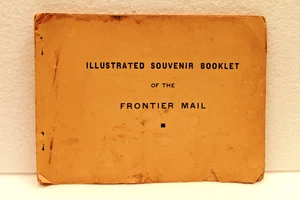 ILLUSTRATED SOUVENIR BOOKLET
OF THE
FRONTIER MAIL